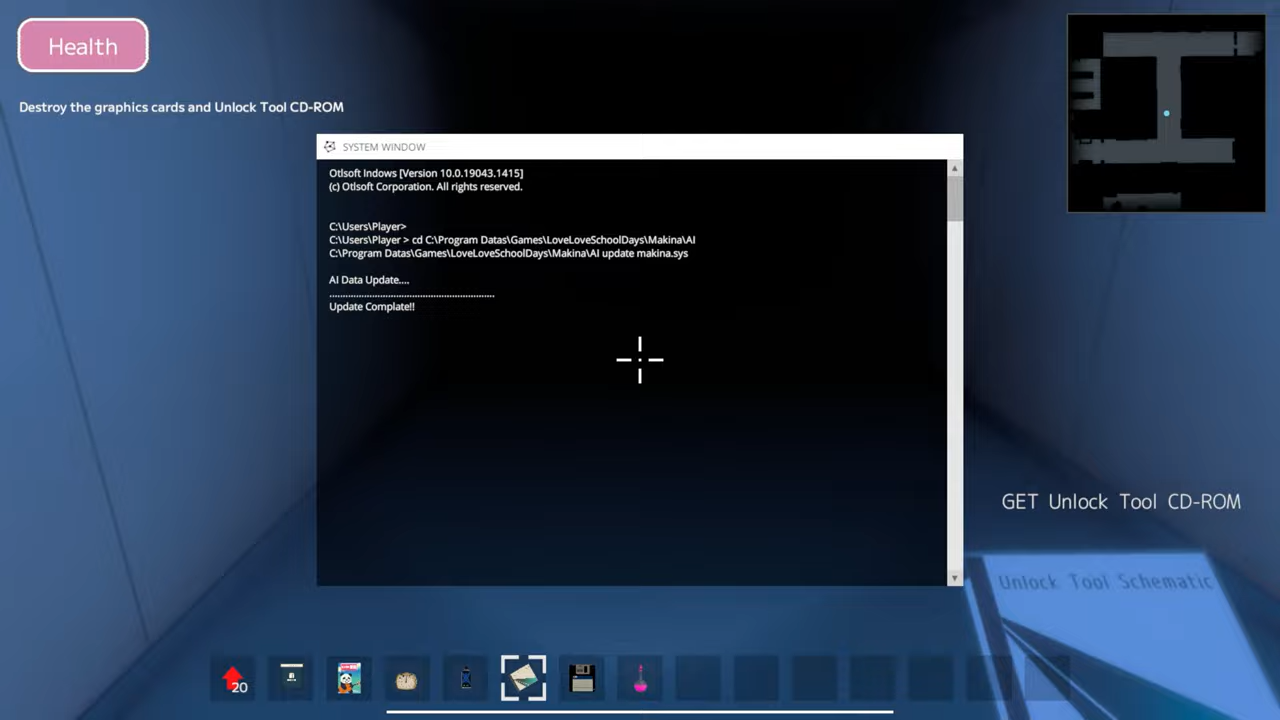 Health
Destroy the graphics cards and Unlock Tool CD-ROM
SYSTEM WINDOW
Otlsoft Indows [Version 10.0.19043.1415]
(c) Otlsoft Corporation. All rights reserved.
C:\Users\Player>
C:\Users\Player > cd C:\Program Datas\Games\LoveLoveSchoolDays\Makina\AI
C:\Program Datas\Games\LoveLoveSchoolDays\Makina\AI update makina.sys
AI Data Update....
..............................................................
Update Complate!!
GET Unlock Tool CD-ROM
Unlock Tool Schematic
20